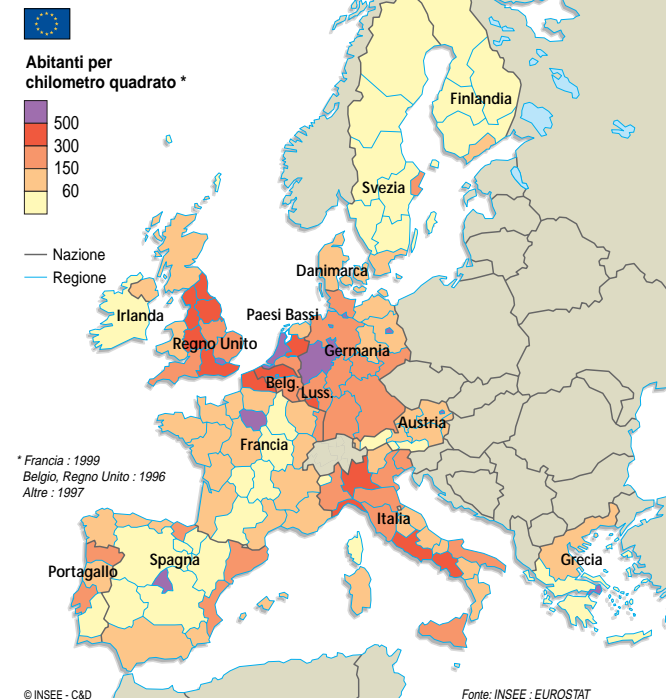 Abitanti per
chilometro quadrato *
500
300
150
60
Nazione
Regione
Finlandia
Svezia
Danimarca
Irlanda
Paesi Bassi
Regno Unito
Germania
Belg.
Luss.
Austria
Francia
* Francia : 1999
Belgio, Regno Unito : 1996
Altre : 1997
Italia
Spagna
Grecia
Portagallo
© INSEE - C&D
Fonte: INSEE : EUROSTAT